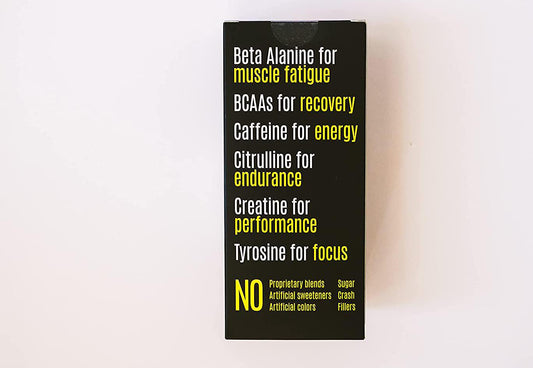 Beta Alanine for
muscle fatigue
BCAAs for recovery
Caffeine for energy
Citrulline for
endurance
Creatine for
performance
Tyrosine for focus
NO
Proprietary blends Sugar
Artificial sweeteners Crash
Artificial colors Fillers